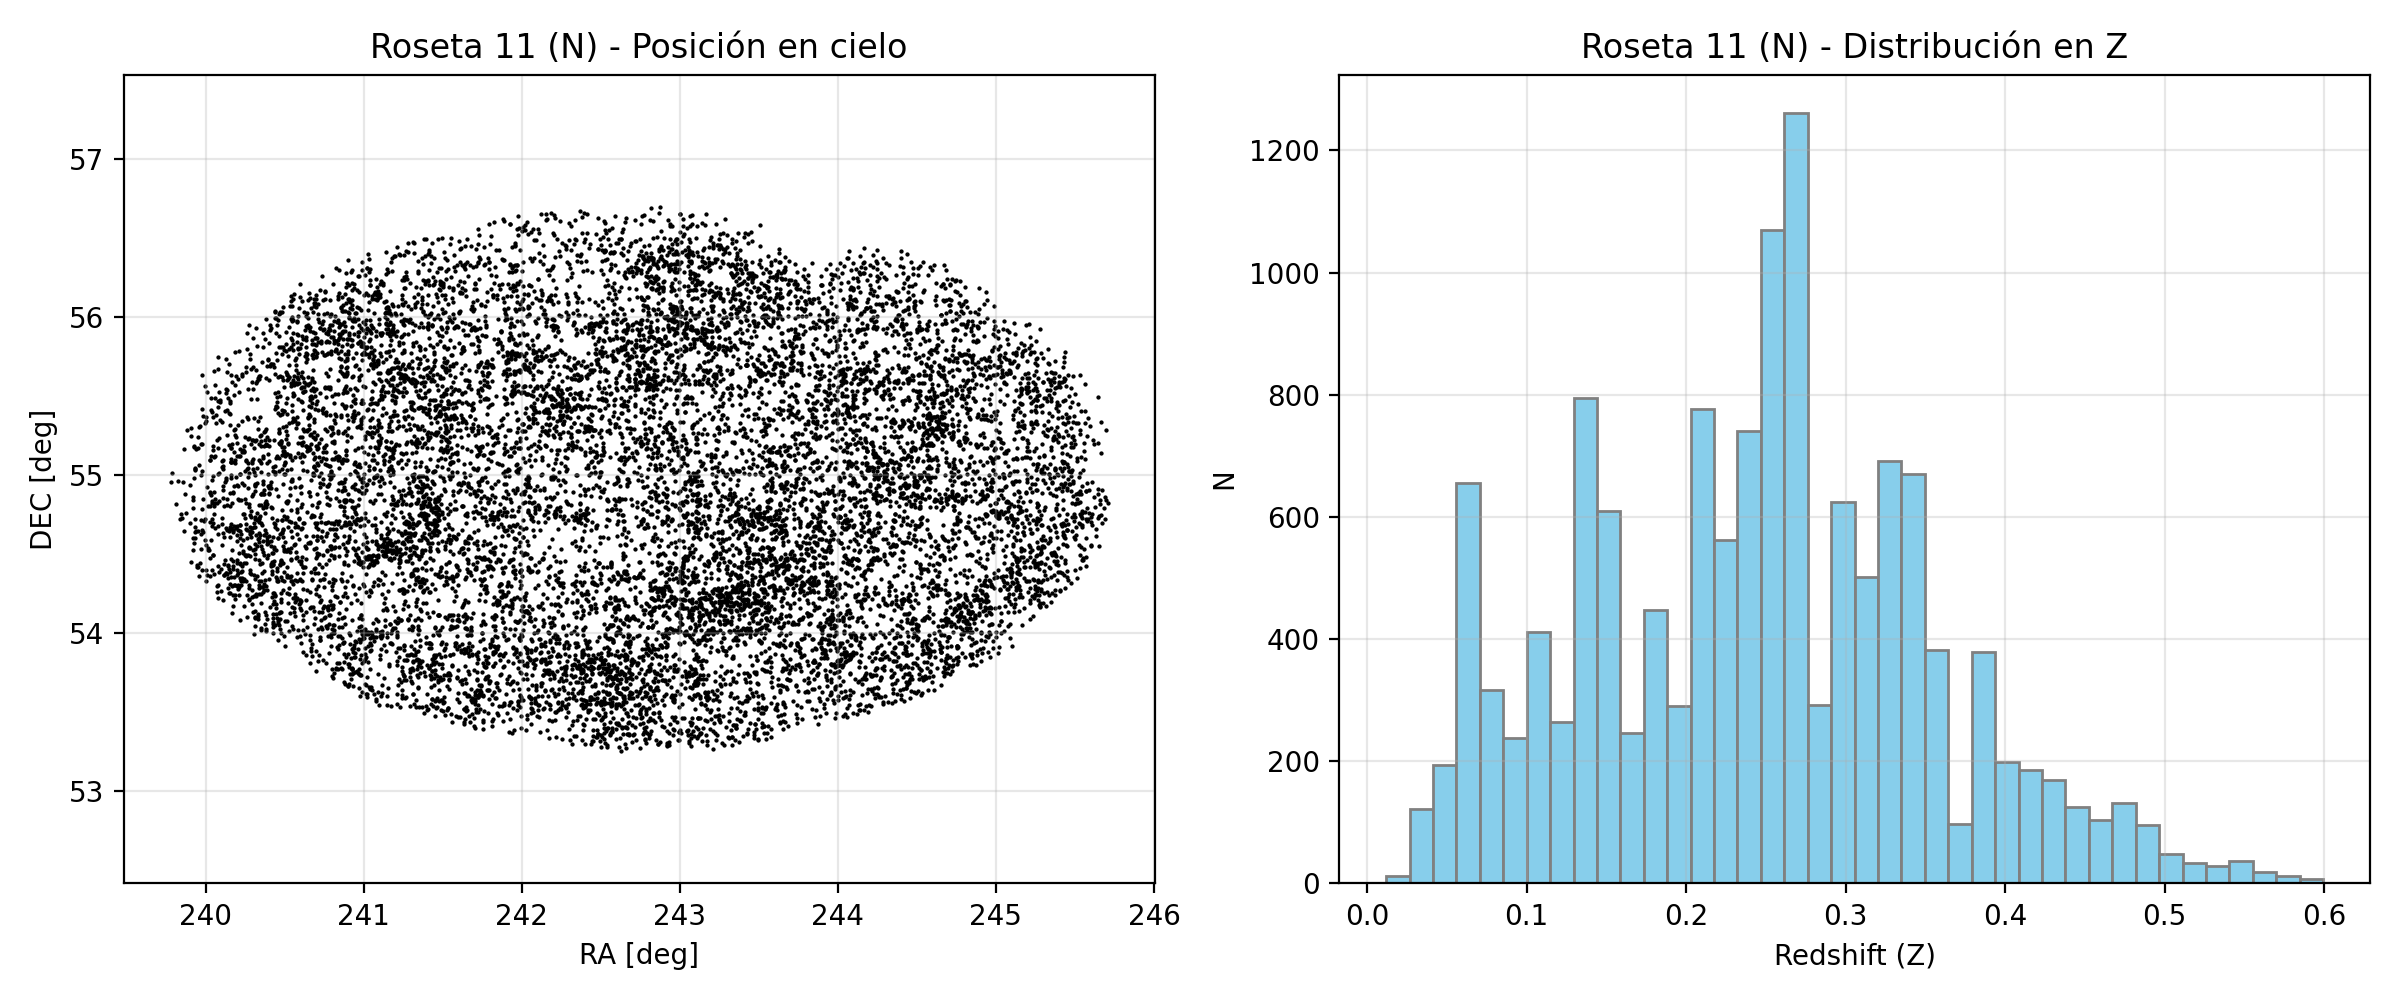 Roseta 11 (N) - Posición en cielo
57
56
55
54
53
DEC [deg]
240 241 242 243 244 245 246
RA [deg]
Roseta 11 (N) - Distribución en Z
1200
1000
800
600
400
200
0
N
0.0 0.1 0.2 0.3 0.4 0.5 0.6
Redshift (Z)